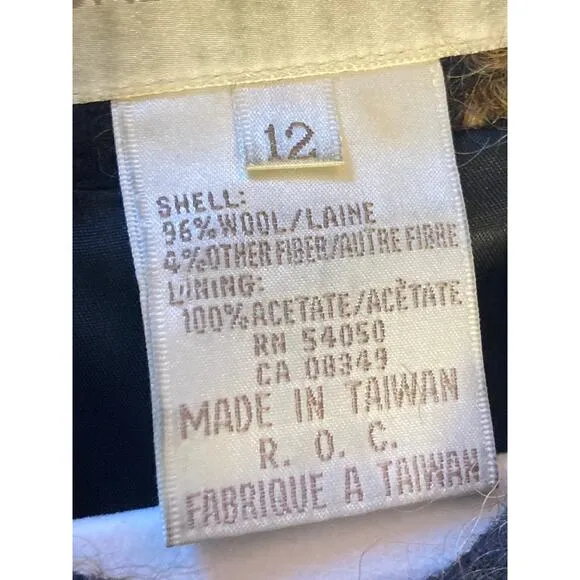 12
SHELL:
96% WOOL/LAINE
4% OTHER FIBER/AUTRE FIBRE
LINING:
100% ACETATE/ACÈTATE
RN 54050
CA 08349
MADE IN TAIWAN
R. O. C.
FABRIQUE A TAIWAN